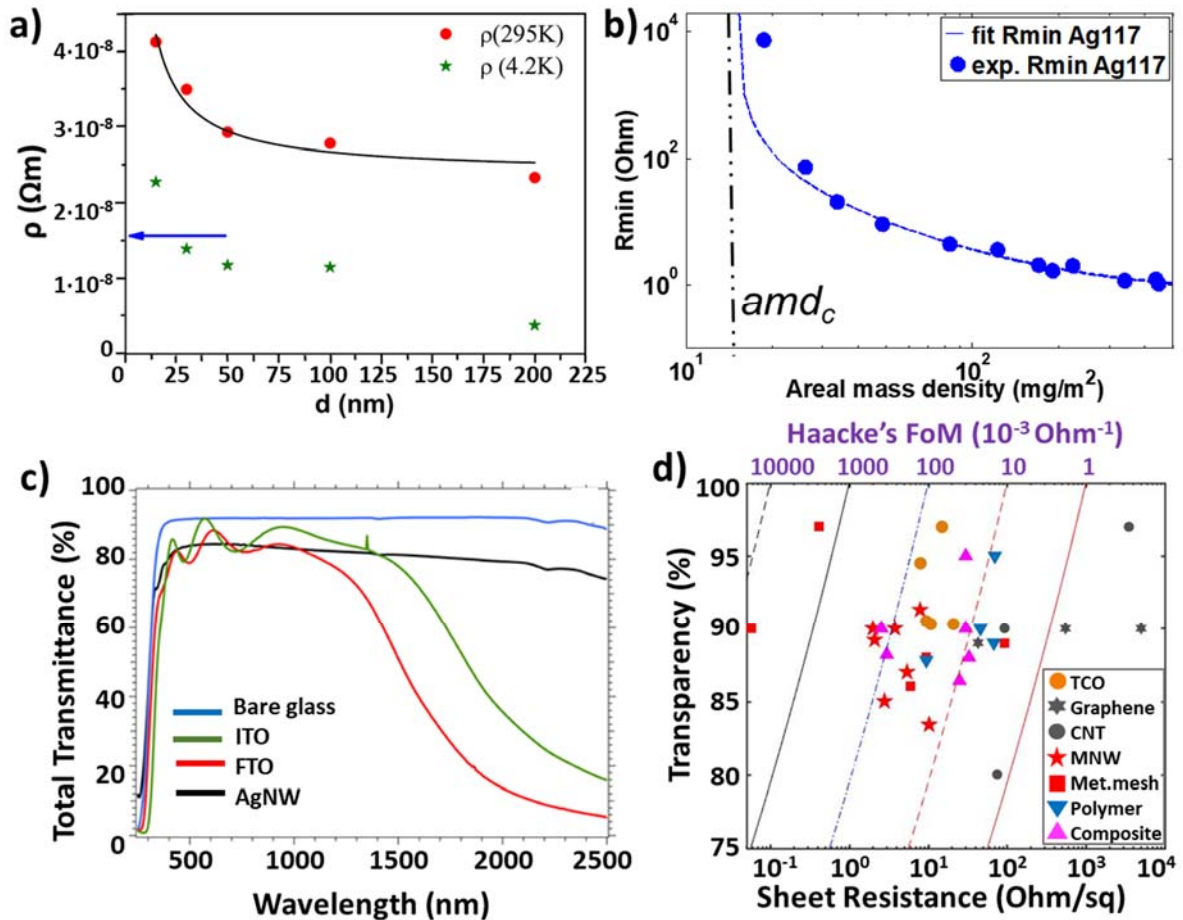 a)
4·10⁻⁸
3·10⁻⁸
2·10⁻⁸
1·10⁻⁸
0
ρ (Ωm)
ρ(295K)
ρ (4.2K)
0 25 50 75 100 125 150 175 200 225
d (nm)
b)
10⁴
10²
10⁰
Rmin (Ohm)
fit Rmin Ag117
exp. Rmin Ag117
amd_c
10¹ 10²
Areal mass density (mg/m²)
c)
100
80
60
40
20
0
Total Transmittance (%)
Bare glass
ITO
FTO
AgNW
500 1000 1500 2000 2500
Wavelength (nm)
Haacke's FoM (10⁻³ Ohm⁻¹)
10000 1000 100 10 1
d)
100
95
90
85
80
75
Transparency (%)
TCO
Graphene
CNT
MNW
Met.mesh
Polymer
Composite
10⁻¹ 10⁰ 10¹ 10² 10³ 10⁴
Sheet Resistance (Ohm/sq)